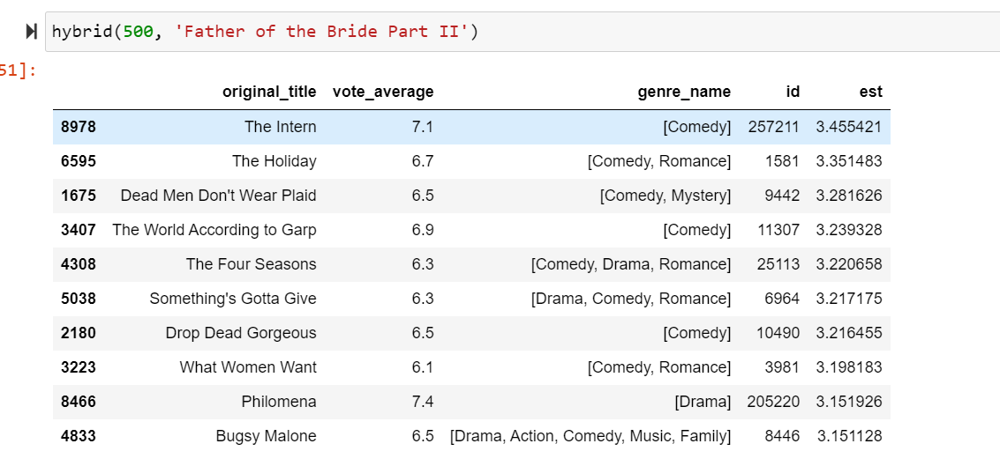 hybrid(500, 'Father of the Bride Part II')
51]:
original_title vote_average genre_name id est
8978 The Intern 7.1 [Comedy] 257211 3.455421
6595 The Holiday 6.7 [Comedy, Romance] 1581 3.351483
1675 Dead Men Don't Wear Plaid 6.5 [Comedy, Mystery] 9442 3.281626
3407 The World According to Garp 6.9 [Comedy] 11307 3.239328
4308 The Four Seasons 6.3 [Comedy, Drama, Romance] 25113 3.220658
5038 Something's Gotta Give 6.3 [Drama, Comedy, Romance] 6964 3.217175
2180 Drop Dead Gorgeous 6.5 [Comedy] 10490 3.216455
3223 What Women Want 6.1 [Comedy, Romance] 3981 3.198183
8466 Philomena 7.4 [Drama] 205220 3.151926
4833 Bugsy Malone 6.5 [Drama, Action, Comedy, Music, Family] 8446 3.151128